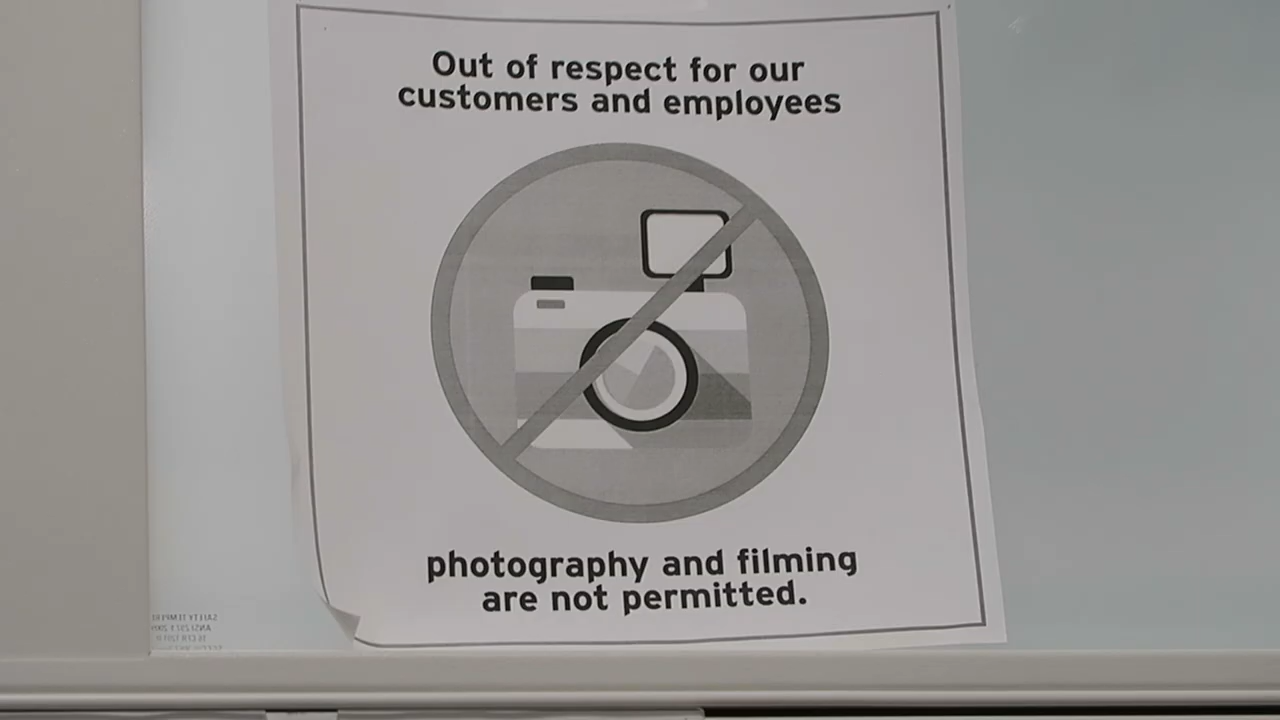 Out of respect for our
customers and employees
photography and filming
are not permitted.